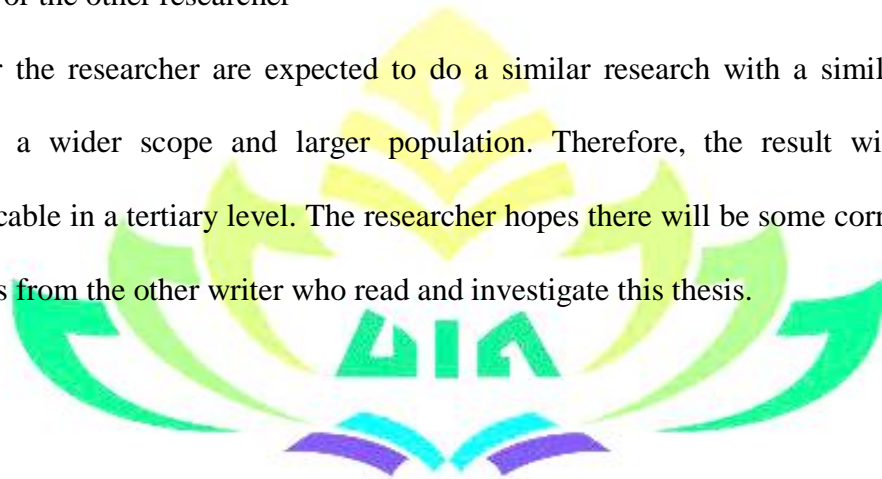 or the other researcher
the researcher are expected to do a similar research with a
a wider scope and larger population. Therefore, the result
in a tertiary level. The researcher hopes there will be some
from the other writer who read and investigate this thesis.